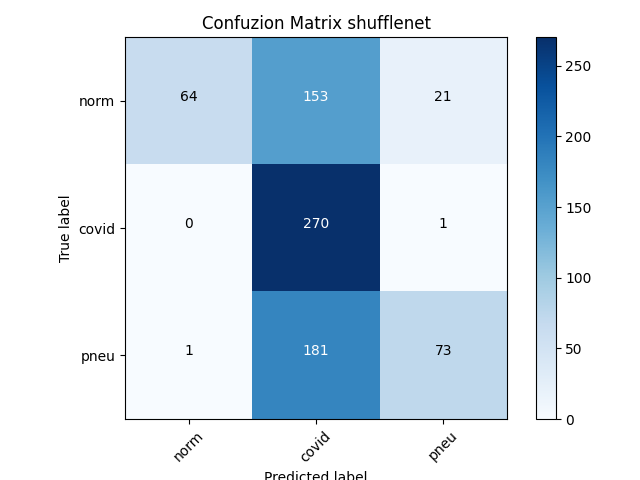 Confuzion Matrix shufflenet
norm 64 153 21
covid 0 270 1
pneu 1 181 73
norm covid pneu
True label
Predicted label
250
200
150
100
50
0